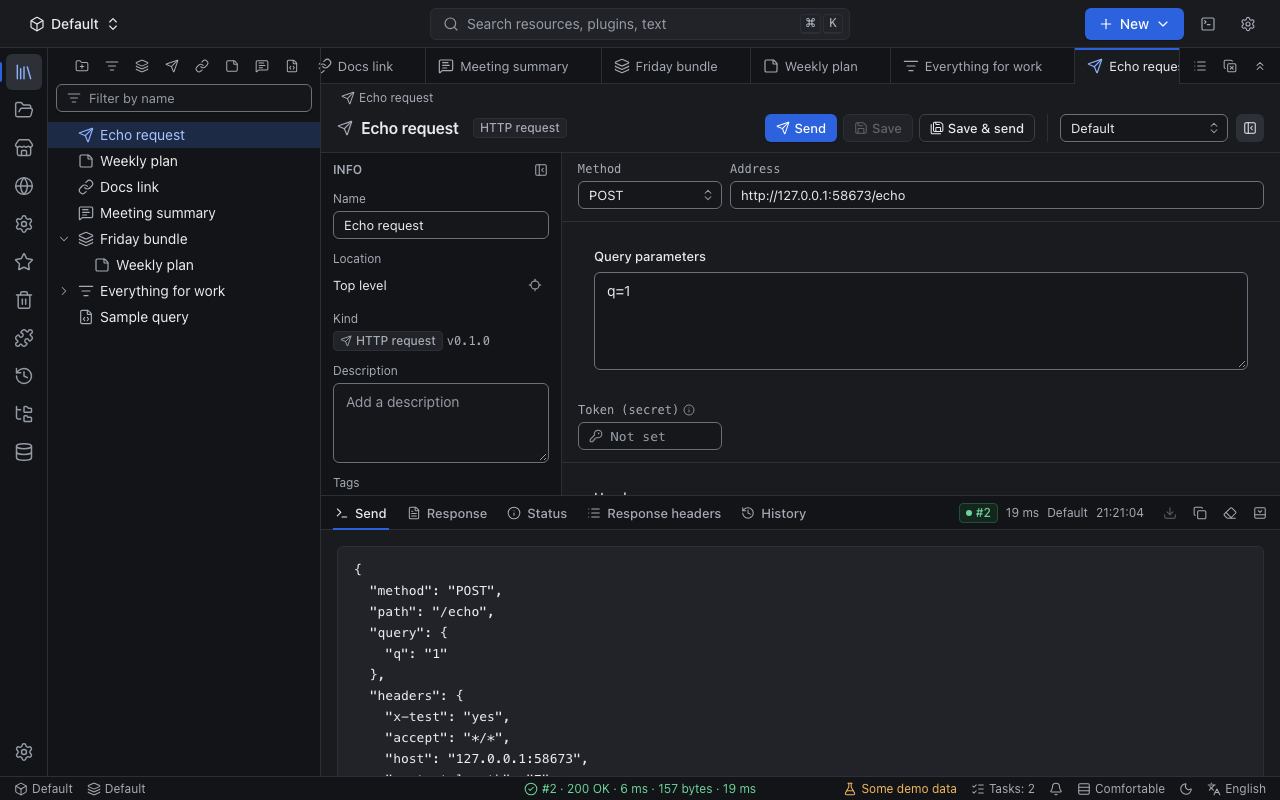 Default
Search resources, plugins, text
⌘ K
New
Filter by name
Echo request
Weekly plan
Docs link
Meeting summary
Friday bundle
Weekly plan
Everything for work
Sample query
Docs link
Meeting summary
Friday bundle
Weekly plan
Everything for work
Echo reques
Echo request
Echo request
HTTP request
Send
Save
Save & send
Default
INFO
Name
Echo request
Location
Top level
Kind
HTTP request v0.1.0
Description
Add a description
Tags
Method
POST
Address
http://127.0.0.1:58673/echo
Query parameters
q=1
Token (secret)
Not set
Send
Response
Status
Response headers
History
#2
19 ms
Default
21:21:04
{
"method": "POST",
"path": "/echo",
"query": {
"q": "1"
},
"headers": {
"x-test": "yes",
"accept": "*/*",
"host": "127.0.0.1:58673",
Default
Default
#2 · 200 OK · 6 ms · 157 bytes · 19 ms
Some demo data
Tasks: 2
Comfortable
English